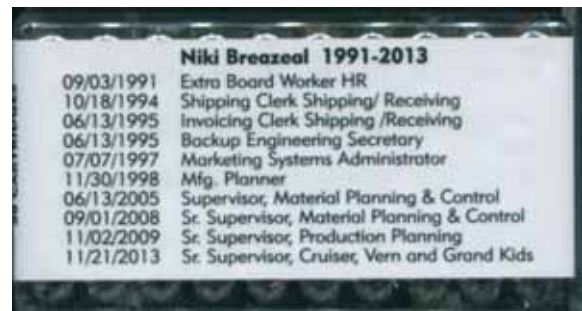 Niki Breazeal 1991-2013
09/03/1991 Extra Board Worker HR
10/18/1994 Shipping Clerk Shipping/ Receiving
06/13/1995 Invoicing Clerk Shipping /Receiving
06/13/1995 Backup Engineering Secretary
07/07/1997 Marketing Systems Administrator
11/30/1998 Mfg. Planner
06/13/2005 Supervisor, Material Planning & Control
09/01/2008 Sr. Supervisor, Material Planning & Control
11/02/2009 Sr. Supervisor, Production Planning
11/21/2013 Sr. Supervisor, Cruiser, Vern and Grand Kids